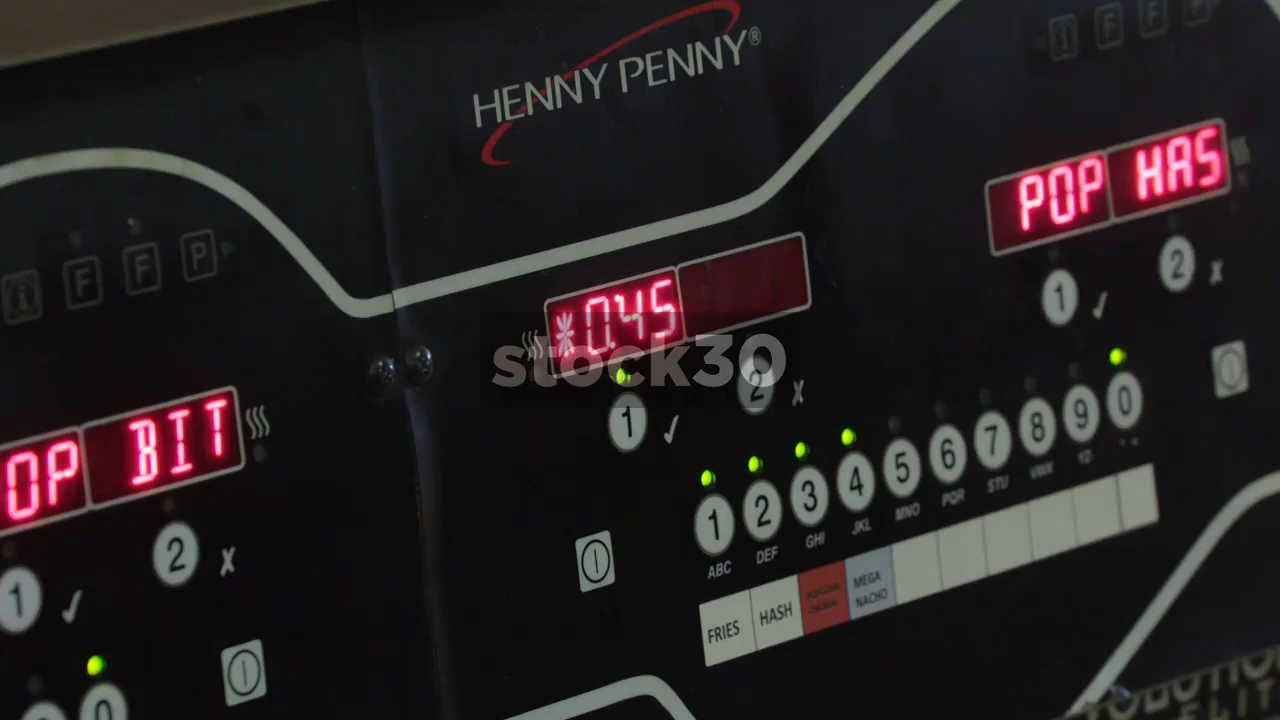 HENNY PENNY®
i F F P
POP HAS
1 2 X
*0:45
stock30
1 2 X
i F F P
OP BIT
1 2 X
1 2 3 4 5 6 7 8 9 0
ABC DEF GHI JKL MNO PQR STU VWX YZ-
FRIES HASH MEGA NACHO
0
ELIT